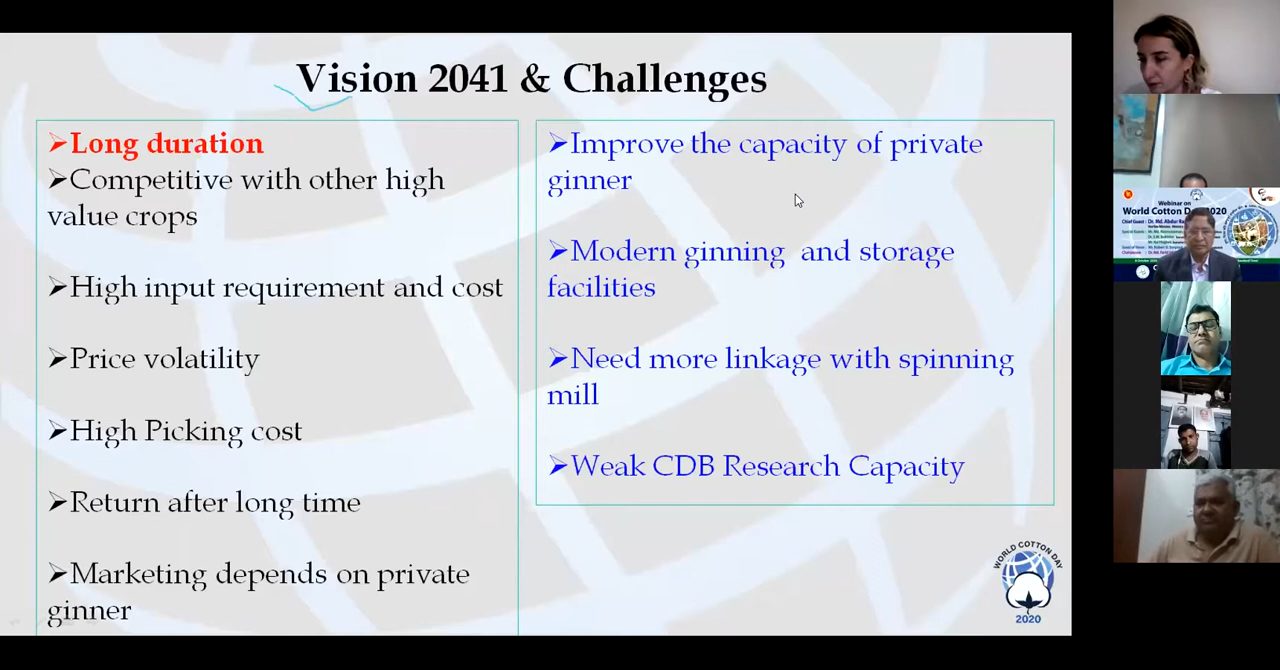 Vision 2041 & Challenges
➢Long duration
➢Competitive with other high
value crops
➢High input requirement and cost
➢Price volatility
➢High Picking cost
➢Return after long time
➢Marketing depends on private
ginner
➢Improve the capacity of private
ginner
➢Modern ginning and storage
facilities
➢Need more linkage with spinning
mill
➢Weak CDB Research Capacity
WORLD COTTON DAY
2020
Webinar on
World Cotton Day 2020